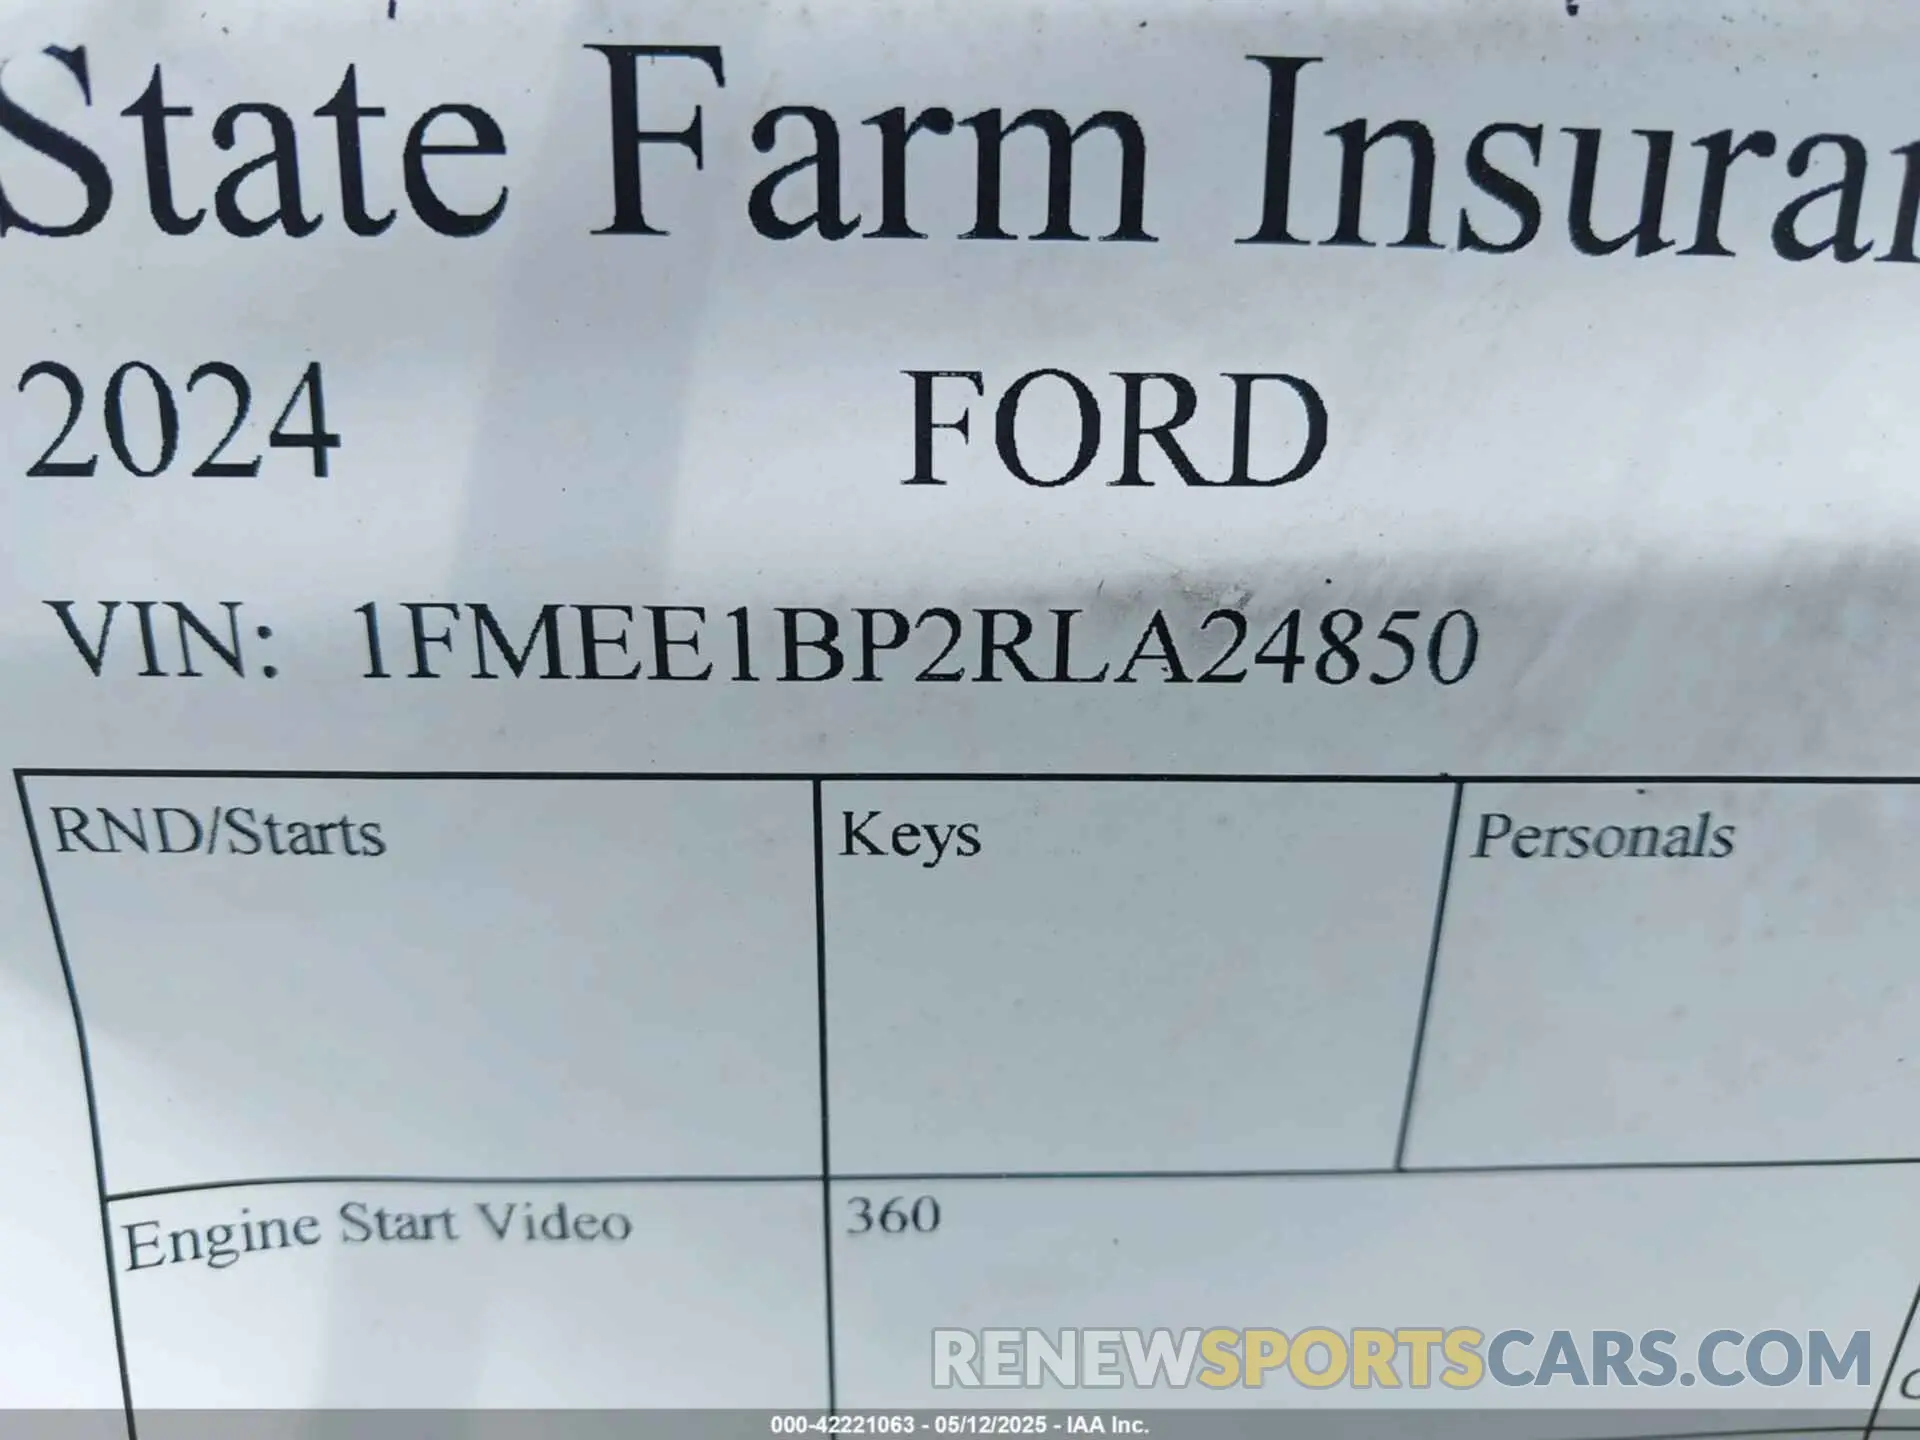 State Farm Insuran
2024 FORD
VIN: 1FMEE1BP2RLA24850
RND/Starts Keys Personals
Engine Start Video 360
RENEWSPORTSCARS.COM
000-42221063 - 05/12/2025 - IAA Inc.